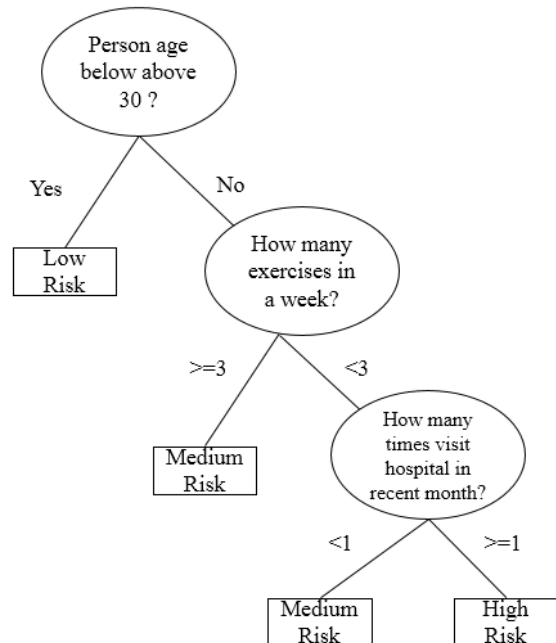 Person age
below above
30 ?
Yes
No
Low
Risk
How many
exercises in
a week?
>=3
<3
Medium
Risk
How many
times visit
hospital in
recent month?
<1
>=1
Medium
Risk
High
Risk